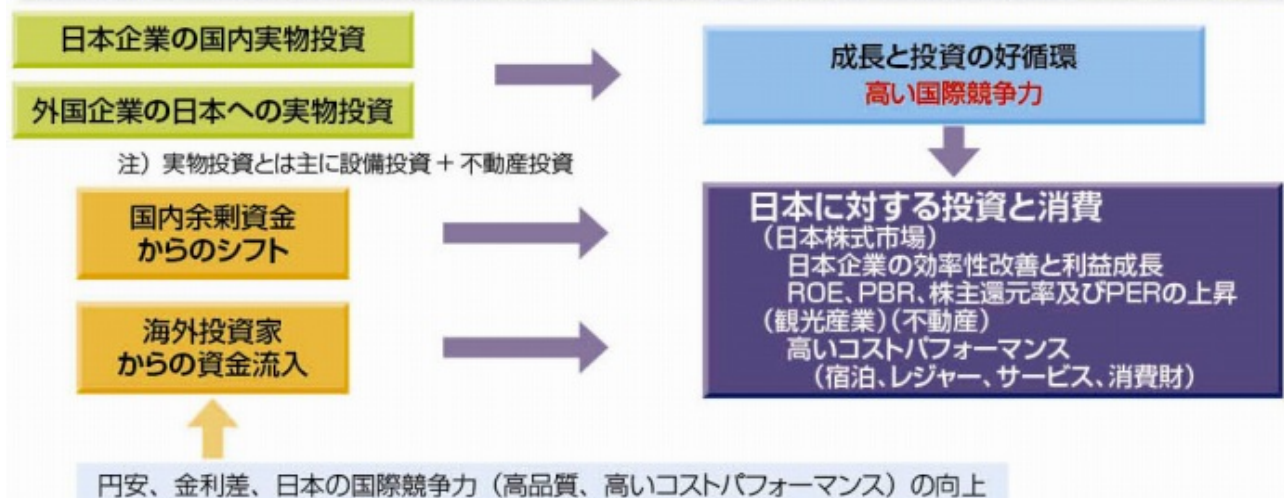 日本企業の国内実物投資
外国企業の日本への実物投資
注）実物投資とは主に設備投資＋不動産投資
成長と投資の好循環
高い国際競争力
国内余剰資金
からのシフト
海外投資家
からの資金流入
日本に対する投資と消費
（日本株式市場）
日本企業の効率性改善と利益成長
ROE、PBR、株主還元率及びPERの上昇
（観光産業）（不動産）
高いコストパフォーマンス
（宿泊、レジャー、サービス、消費財）
円安、金利差、日本の国際競争力（高品質、高いコストパフォーマンス）の向上